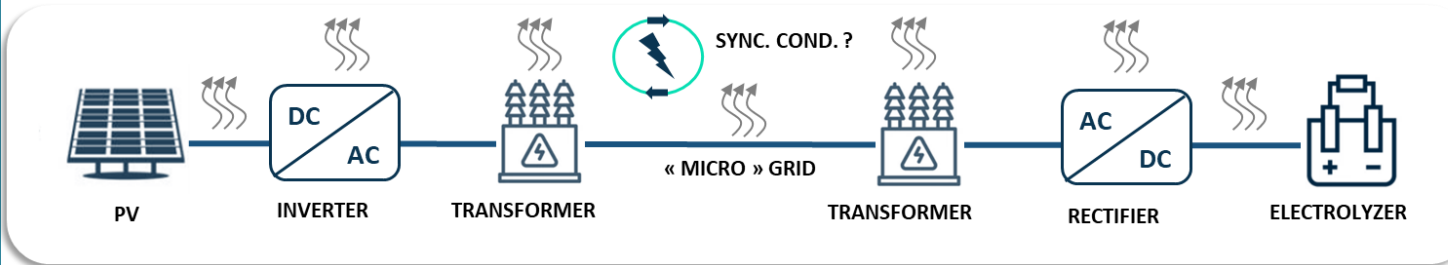 SYNC. COND. ?
DC
AC
AC
DC
« MICRO » GRID
+ −
PV
INVERTER
TRANSFORMER
TRANSFORMER
RECTIFIER
ELECTROLYZER